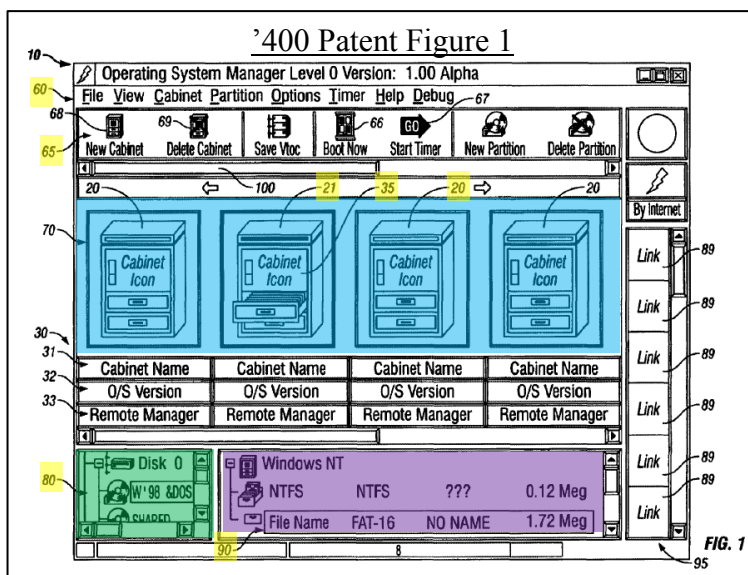 ’400 Patent Figure 1
10
Operating System Manager Level 0 Version: 1.00 Alpha
60
File View Cabinet Partition Options Timer Help Debug
67
68
69
66
GO
65
New Cabinet Delete Cabinet Save Vtoc Boot Now Start Timer New Partition Delete Partition
20 100 21 35 20 20
By Internet
70
Cabinet Icon Cabinet Icon Cabinet Icon Cabinet Icon
Link 89
Link 89
Link 89
Link 89
Link 89
Link 89
30
31
Cabinet Name Cabinet Name Cabinet Name Cabinet Name
32
O/S Version O/S Version O/S Version O/S Version
33
Remote Manager Remote Manager Remote Manager Remote Manager
80
Disk 0
W'98 &DOS
SHARED
Windows NT
NTFS NTFS ??? 0.12 Meg
File Name FAT-16 NO NAME 1.72 Meg
90
8
95
FIG. 1